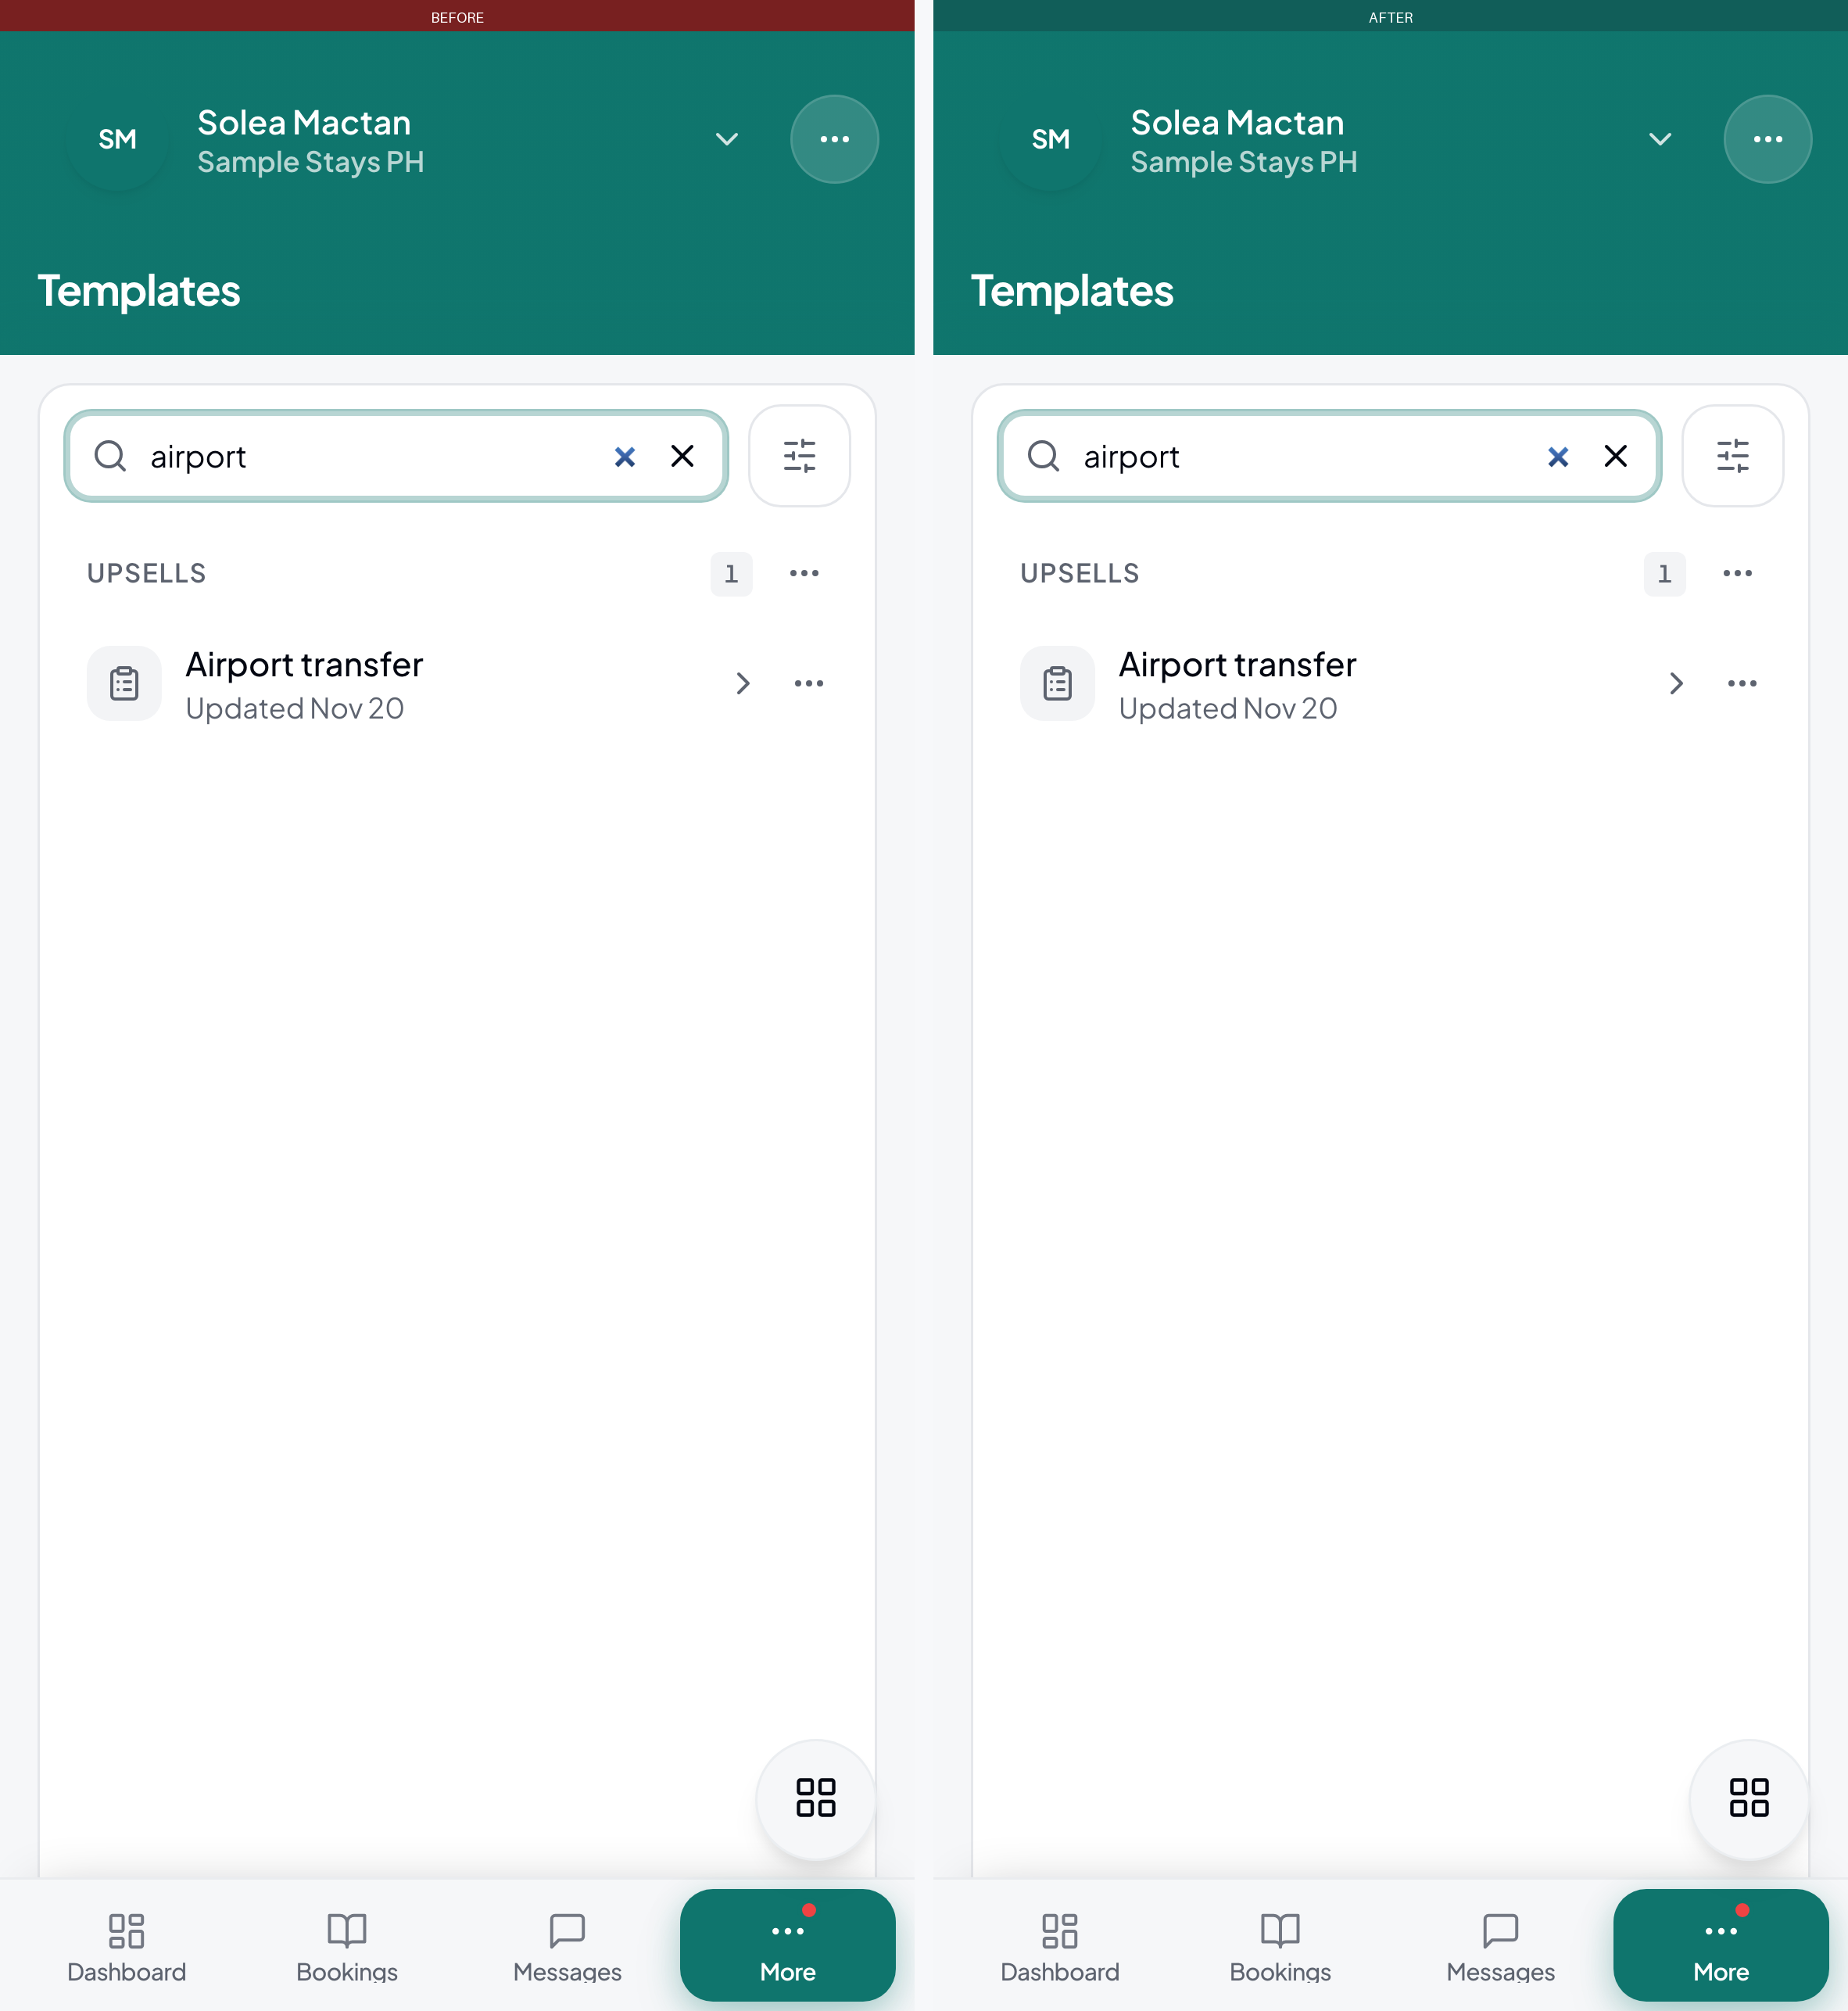 BEFORE
SM
Solea Mactan
Sample Stays PH
Templates
airport
UPSELLS
1
Airport transfer
Updated Nov 20
Dashboard
Bookings
Messages
More
AFTER
SM
Solea Mactan
Sample Stays PH
Templates
airport
UPSELLS
1
Airport transfer
Updated Nov 20
Dashboard
Bookings
Messages
More